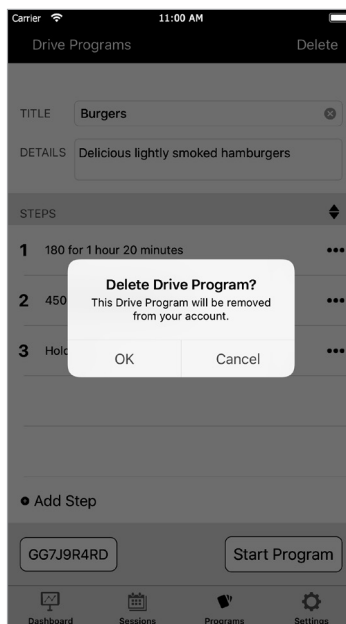 Carrier 11:00 AM
Drive Programs Delete
TITLE Burgers
DETAILS Delicious lightly smoked hamburgers
STEPS
1 180 for 1 hour 20 minutes
Delete Drive Program?
2 450 This Drive Program will be removed
from your account.
3 Hold
OK Cancel
Add Step
GG7J9R4RD Start Program
Dashboard Sessions Programs Settings